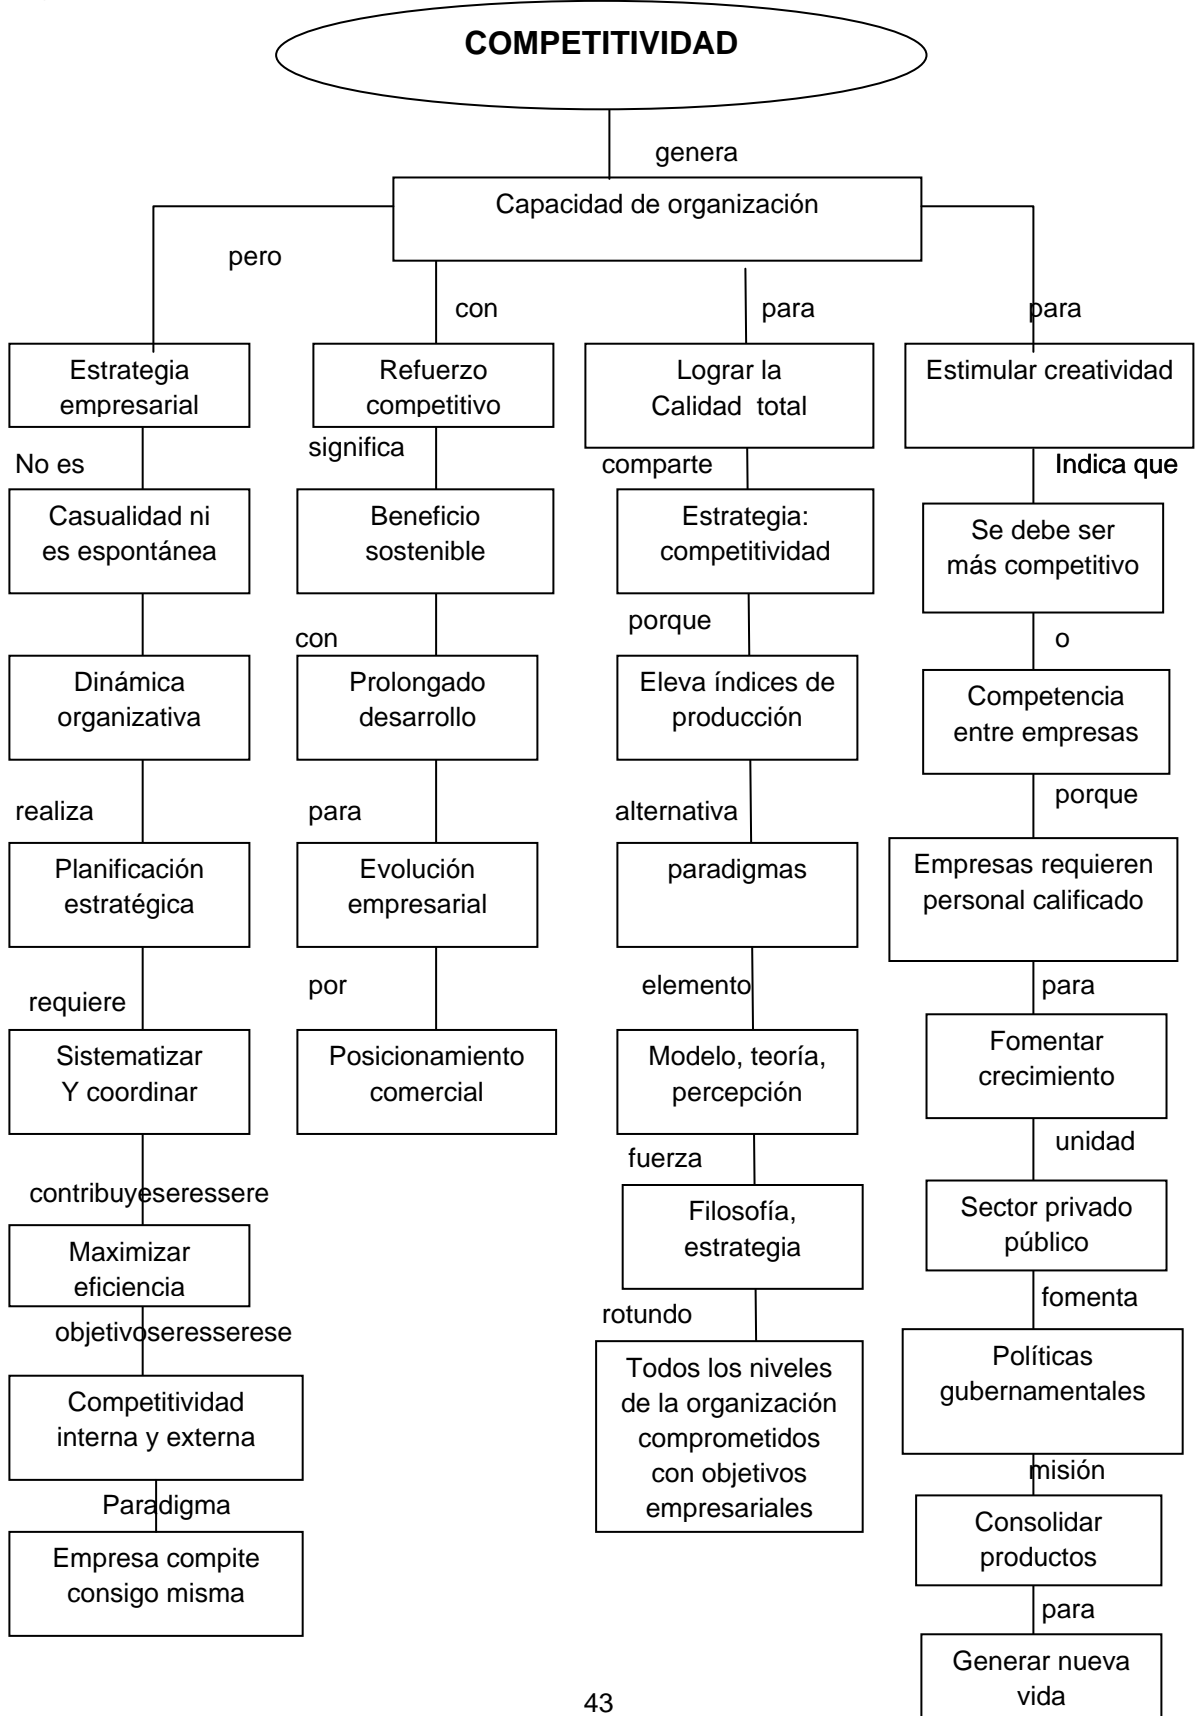 COMPETITIVIDAD
genera
Capacidad de organización
pero
con
para
para
Estrategia
empresarial
No es
Casualidad ni
es espontánea
Dinámica
organizativa
realiza
Planificación
estratégica
requiere
Sistematizar
Y coordinar
contribuyeseressere
Maximizar
eficiencia
objetivoseresserese
Competitividad
interna y externa
Paradigma
Empresa compite
consigo misma
Refuerzo
competitivo
significa
Beneficio
sostenible
con
Prolongado
desarrollo
para
Evolución
empresarial
por
Posicionamiento
comercial
Lograr la
Calidad total
comparte
Estrategia:
competitividad
porque
Eleva índices de
producción
alternativa
paradigmas
elemento
Modelo, teoría,
percepción
fuerza
Filosofía,
estrategia
rotundo
Todos los niveles
de la organización
comprometidos
con objetivos
empresariales
Estimular creatividad
Indica que
Se debe ser
más competitivo
o
Competencia
entre empresas
porque
Empresas requieren
personal calificado
para
Fomentar
crecimiento
unidad
Sector privado
público
fomenta
Políticas
gubernamentales
misión
Consolidar
productos
para
Generar nueva
vida
43